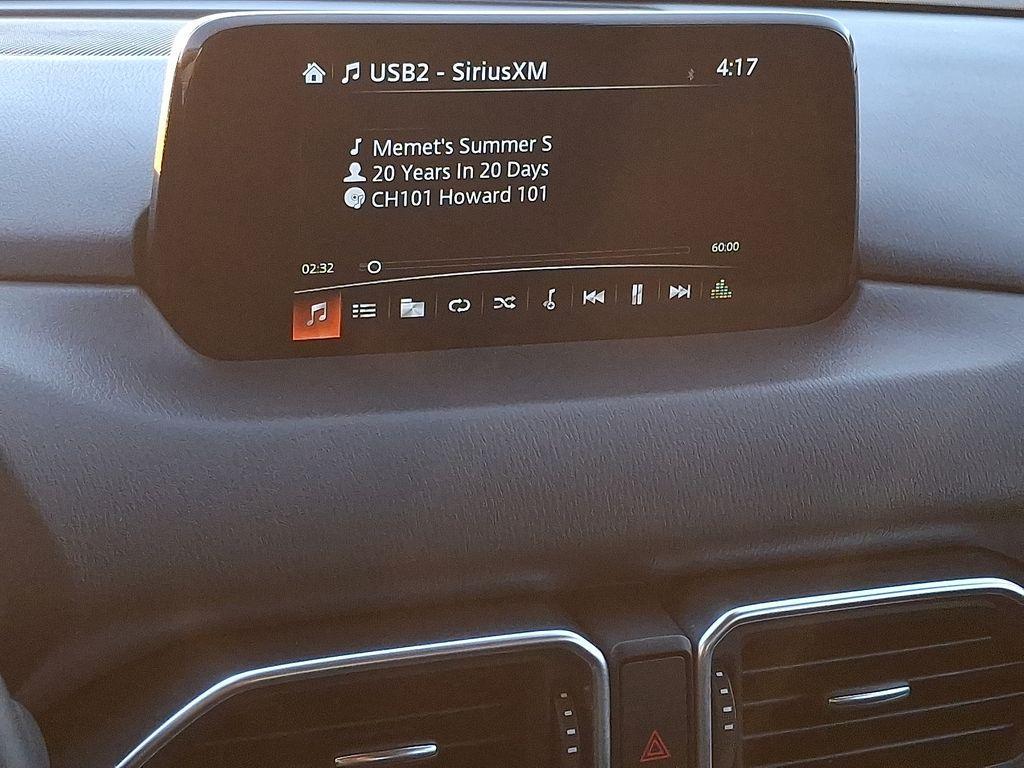 USB2 - SiriusXM 4:17
Memet's Summer S
20 Years In 20 Days
CH101 Howard 101
02:32 60:00